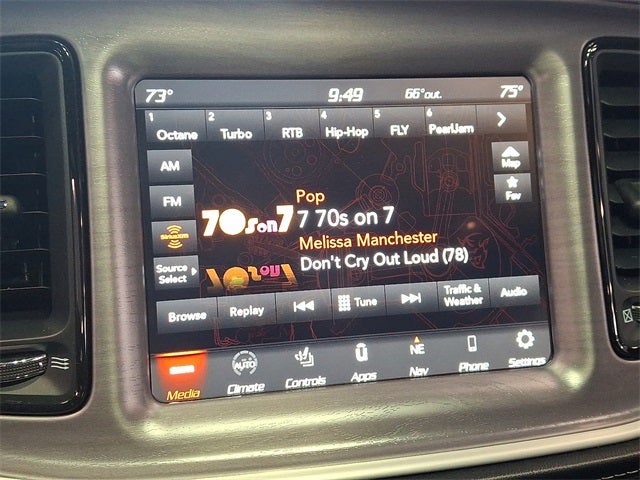 73° 9:49 66°out. 75°
1 Octane 2 Turbo 3 RTB 4 Hip-Hop 5 FLY 6 PearlJam
AM
Map
FM
Fav
SiriusXM
Pop
70s on 7 7 70s on 7
Melissa Manchester
Don't Cry Out Loud (78)
Source
Select
Browse Replay Tune Traffic &
Weather Audio
Media AUTO Climate Controls Apps NE Nav Phone Settings